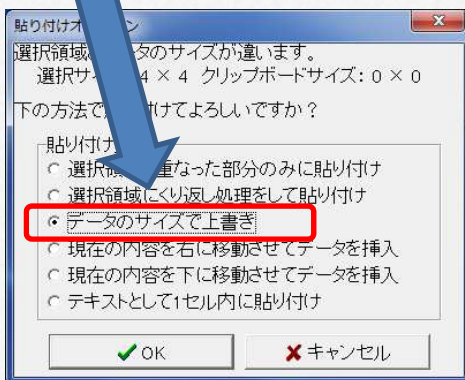 貼り付けオ ン
選択領域 タのサイズが違います。
選択サ 4 × 4 クリップボードサイズ: 0 × 0
下の方法で 付けてよろしいですか？
貼り付け
選択領域 重なった部分のみに貼り付け
選択領域にくり返し処理をして貼り付け
データのサイズで上書き
現在の内容を右に移動させてデータを挿入
現在の内容を下に移動させてデータを挿入
テキストとして1セル内に貼り付け
OK
キャンセル